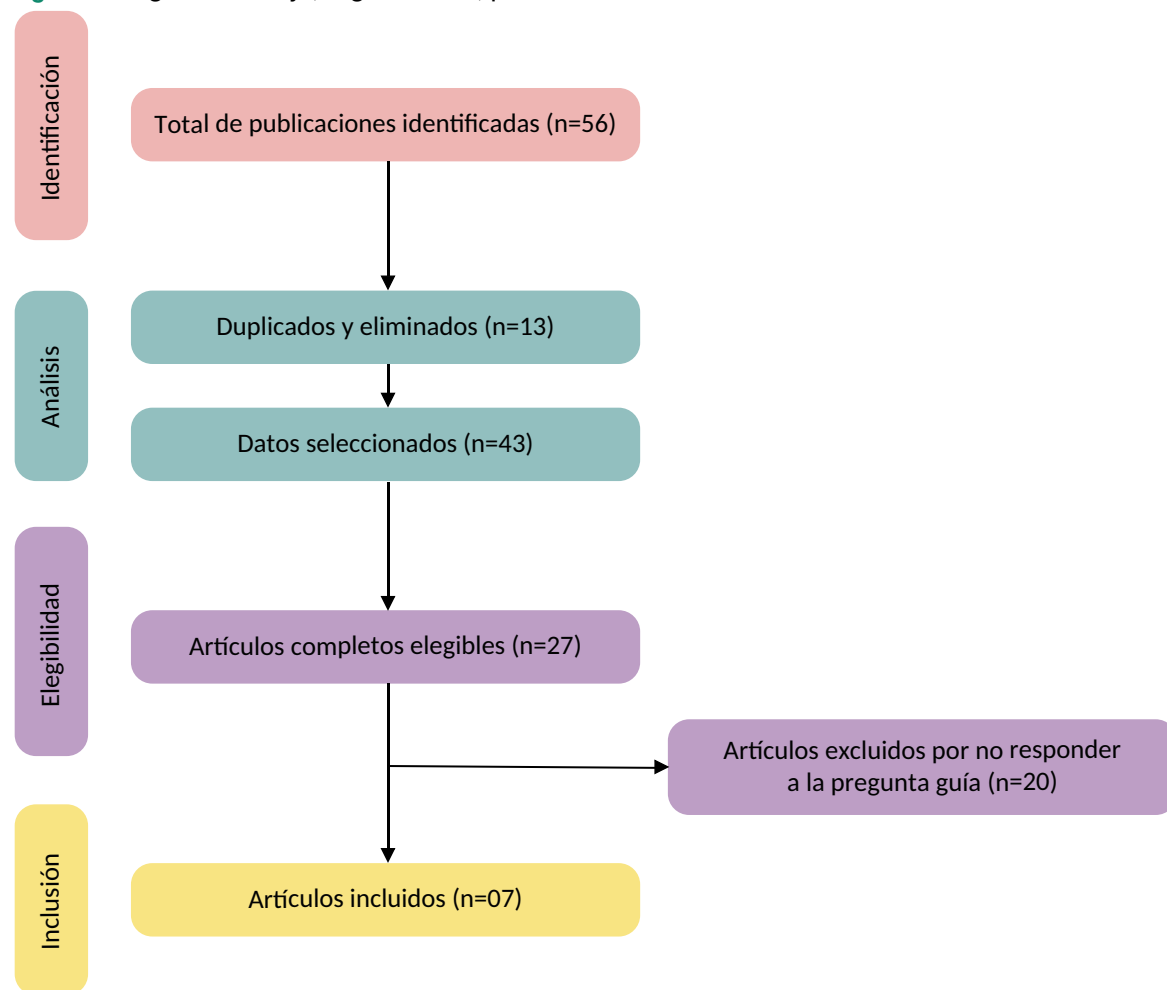 Identificación
Total de publicaciones identificadas (n=56)
Análisis
Duplicados y eliminados (n=13)
Datos seleccionados (n=43)
Elegibilidad
Artículos completos elegibles (n=27)
Artículos excluidos por no responder
a la pregunta guía (n=20)
Inclusión
Artículos incluidos (n=07)